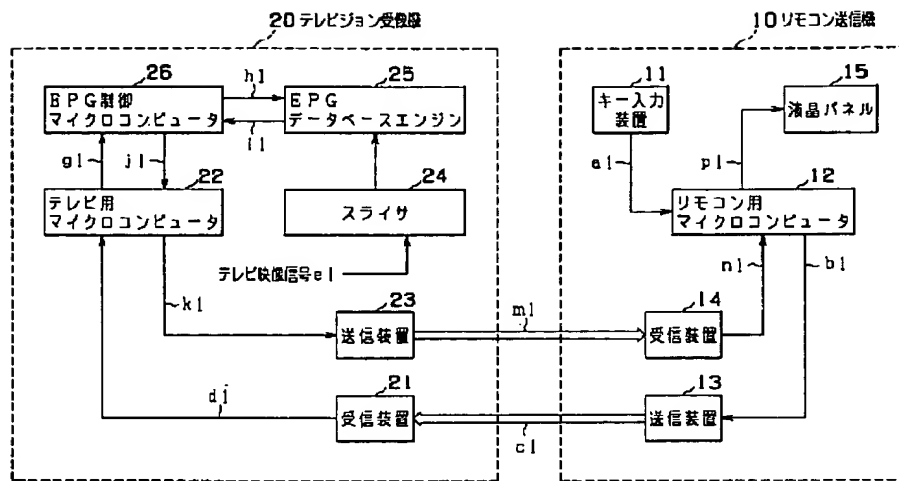 20 テレビジョン受像機
10 リモコン送信機
26
EPG制御
マイクロコンピュータ
h1
i1
25
EPG
データベースエンジン
11
キー入力
装置
15
液晶パネル
g1
j1
22
テレビ用
マイクロコンピュータ
24
スライサ
a1
p1
12
リモコン用
マイクロコンピュータ
テレビ映像信号e1
n1
b1
k1
23
送信装置
m1
14
受信装置
dj
21
受信装置
c1
13
送信装置